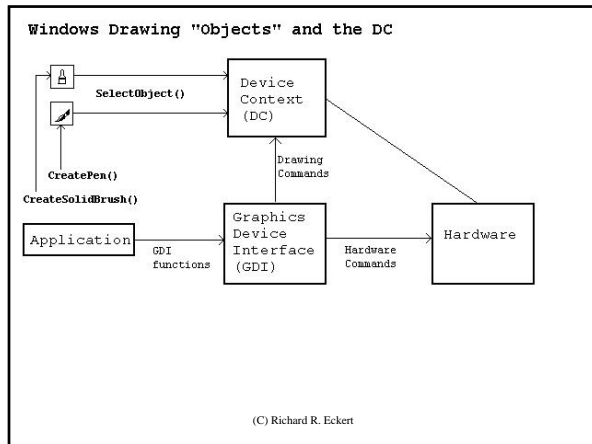 Windows Drawing "Objects" and the DC
SelectObject()
Device
Context
(DC)
CreatePen()
CreateSolidBrush()
Drawing
Commands
Application
GDI
functions
Graphics
Device
Interface
(GDI)
Hardware
Commands
Hardware
(C) Richard R. Eckert